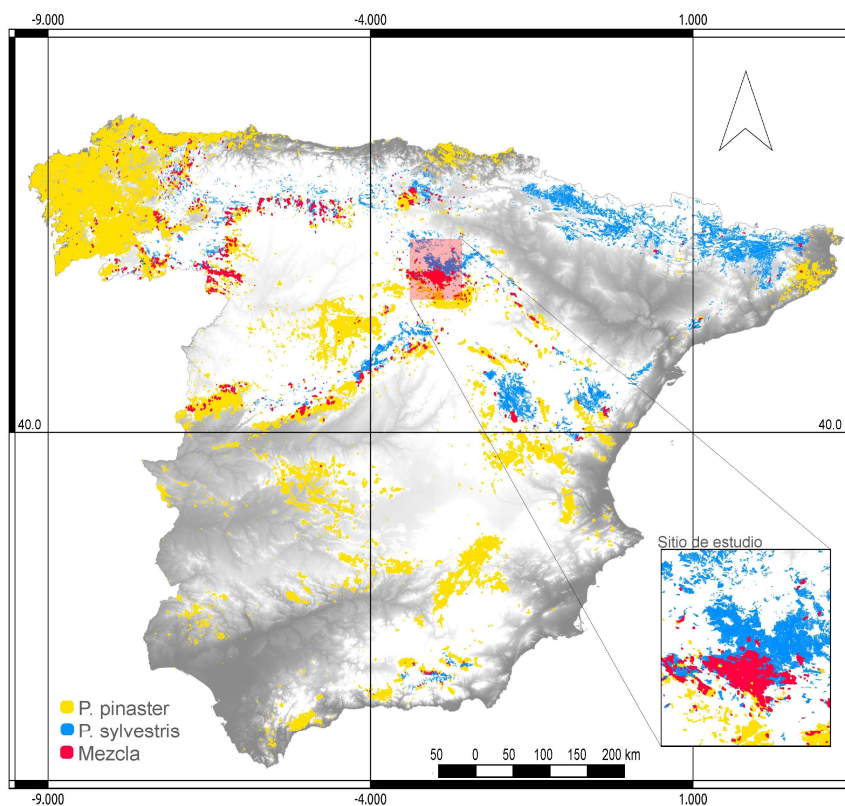 -9.000 -4.000 1.000
40.0 40.0
Sitio de estudio
P. pinaster
P. sylvestris
Mezcla
50 0 50 100 150 200 km
-9.000 -4.000 1.000